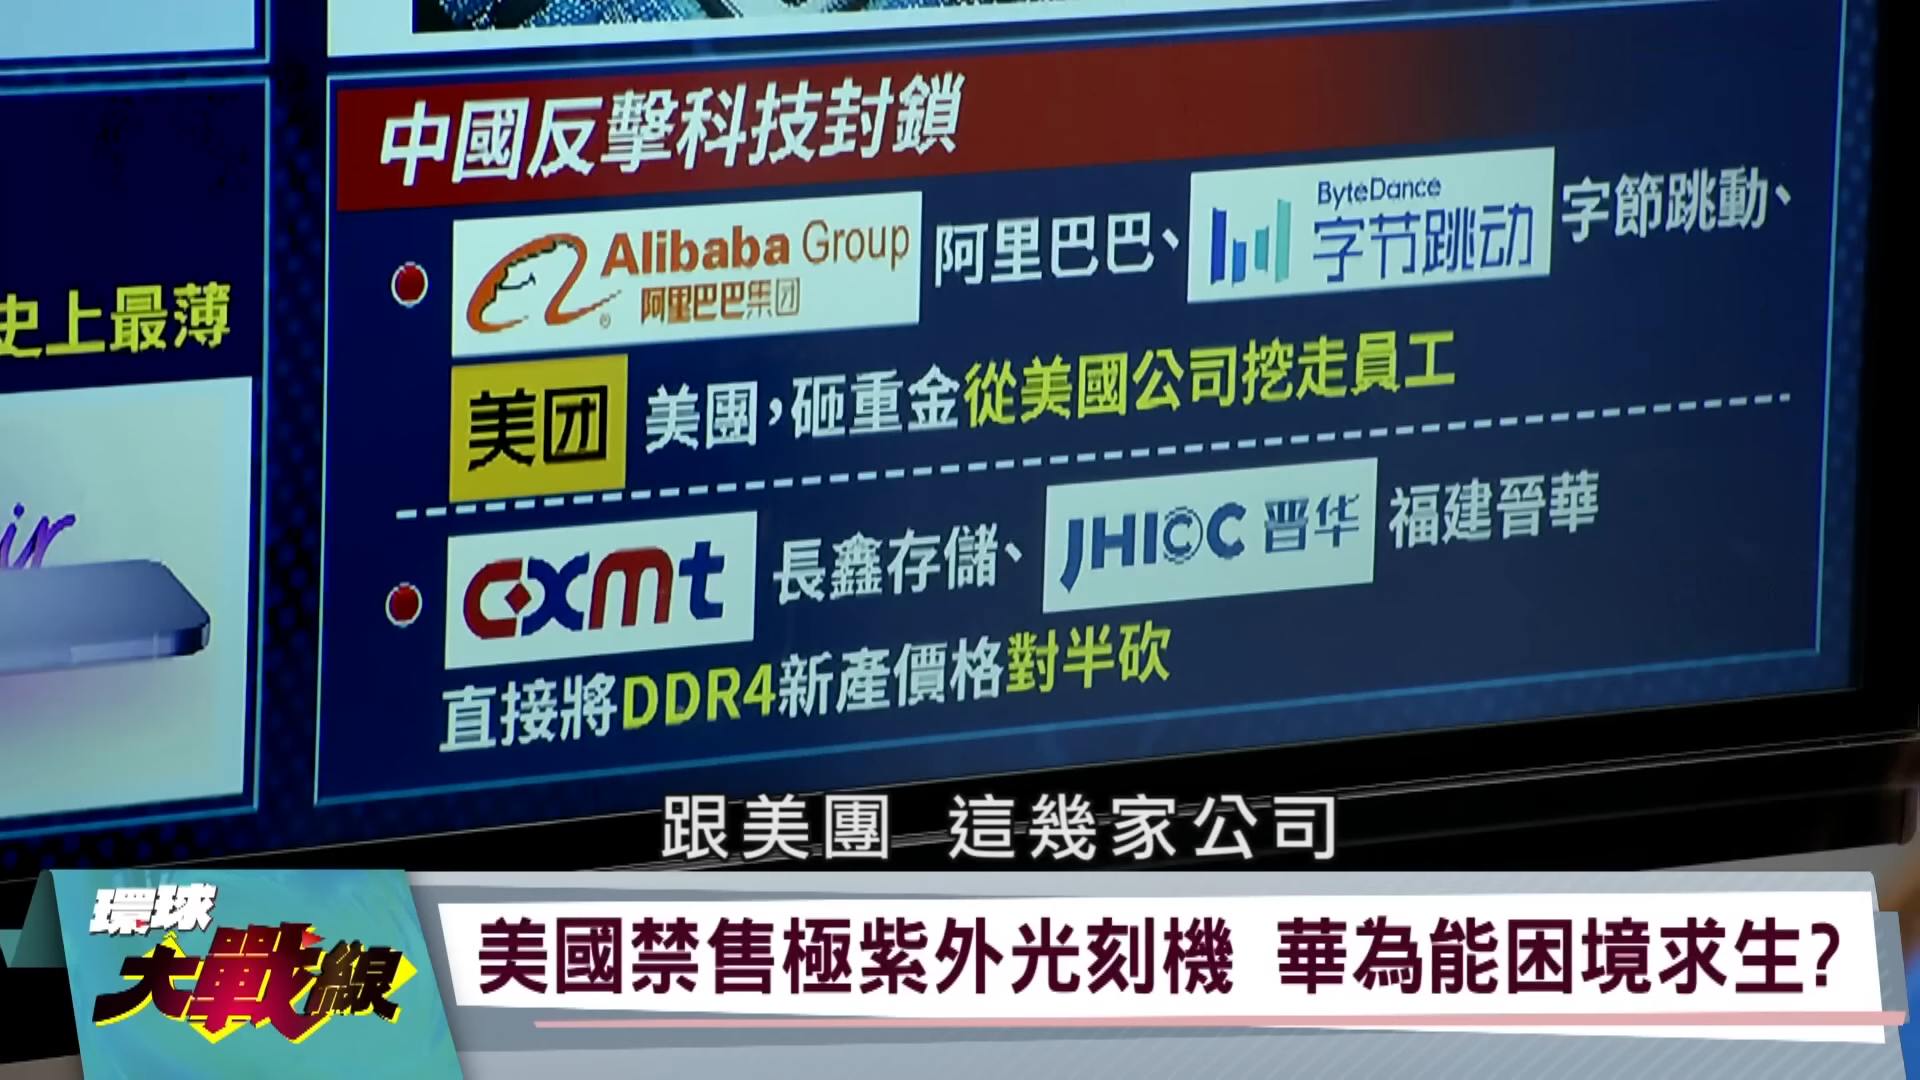 中國反擊科技封鎖
Alibaba Group 阿里巴巴集团 阿里巴巴、 ByteDance 字节跳动 字節跳動、
史上最薄
美团 美團,砸重金從美國公司挖走員工
ir
cxmt 長鑫存儲、 JHICC 晋华 福建晉華
直接將DDR4新產價格對半砍
跟美團 這幾家公司
環球大戰線
美國禁售極紫外光刻機 華為能困境求生?